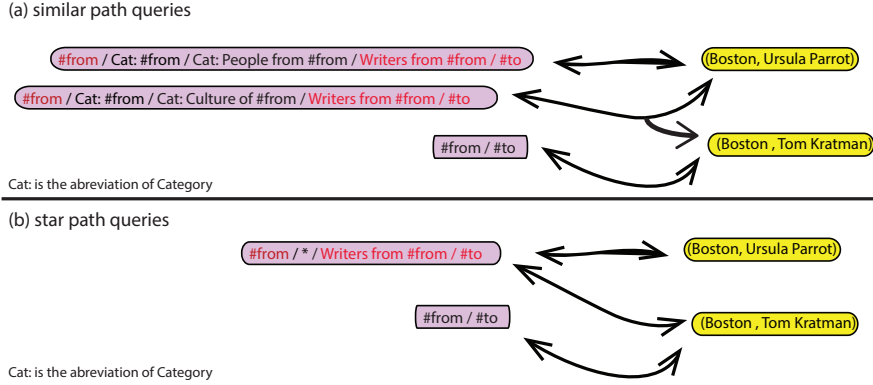 (a) similar path queries
#from / Cat: #from / Cat: People from #from / Writers from #from / #to
(Boston, Ursula Parrot)
#from / Cat: #from / Cat: Culture of #from / Writers from #from / #to
#from / #to
(Boston , Tom Kratman)
Cat: is the abreviation of Category
(b) star path queries
#from / * / Writers from #from / #to
(Boston, Ursula Parrot)
#from / #to
(Boston , Tom Kratman)
Cat: is the abreviation of Category